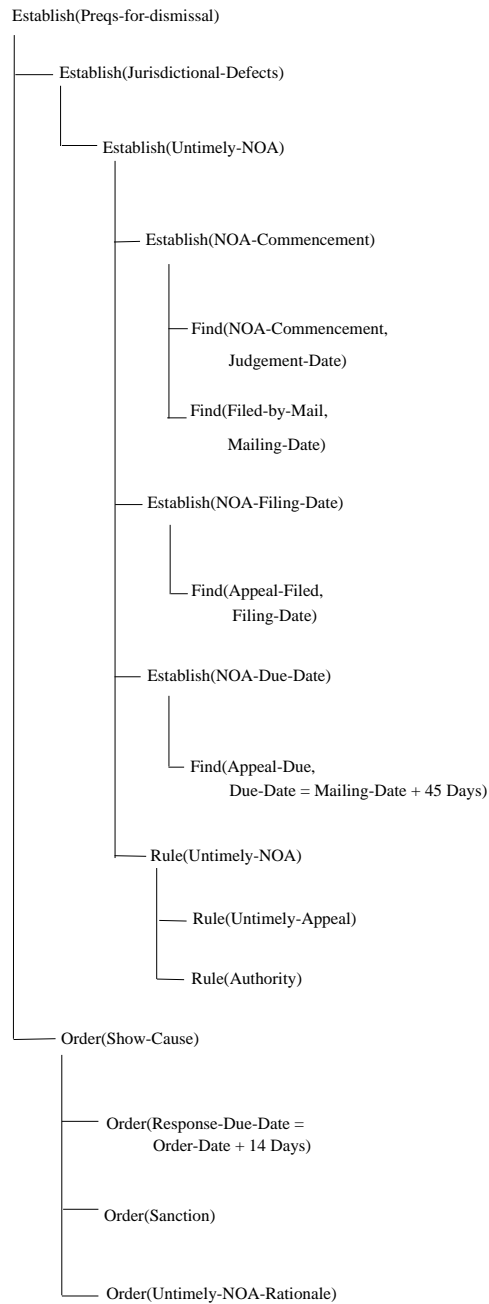 Establish(Preqs-for-dismissal)
Establish(Jurisdictional-Defects)
Establish(Untimely-NOA)
Establish(NOA-Commencement)
Find(NOA-Commencement,
Judgement-Date)
Find(Filed-by-Mail,
Mailing-Date)
Establish(NOA-Filing-Date)
Find(Appeal-Filed,
Filing-Date)
Establish(NOA-Due-Date)
Find(Appeal-Due,
Due-Date = Mailing-Date + 45 Days)
Rule(Untimely-NOA)
Rule(Untimely-Appeal)
Rule(Authority)
Order(Show-Cause)
Order(Response-Due-Date =
Order-Date + 14 Days)
Order(Sanction)
Order(Untimely-NOA-Rationale)